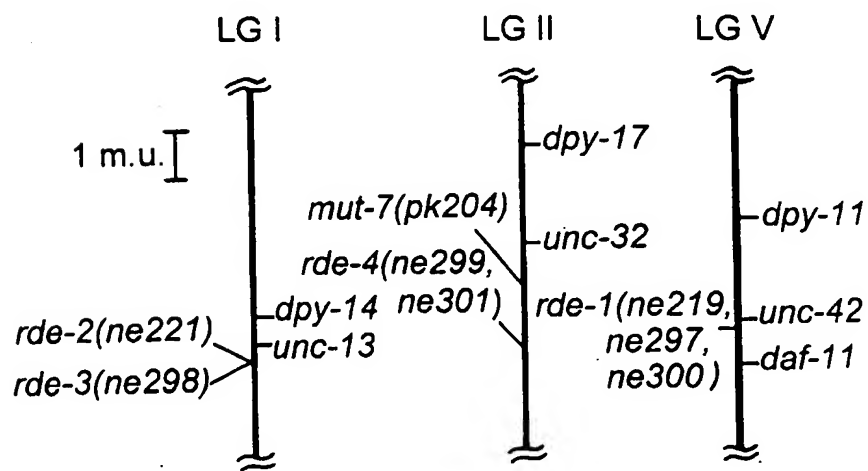 LG I
LG II
LG V
1 m.u.
dpy-17
mut-7(pk204)
dpy-11
unc-32
rde-4(ne299,
ne301)
dpy-14
rde-1(ne219,
ne297,
ne300)
unc-42
rde-2(ne221)
unc-13
rde-3(ne298)
daf-11